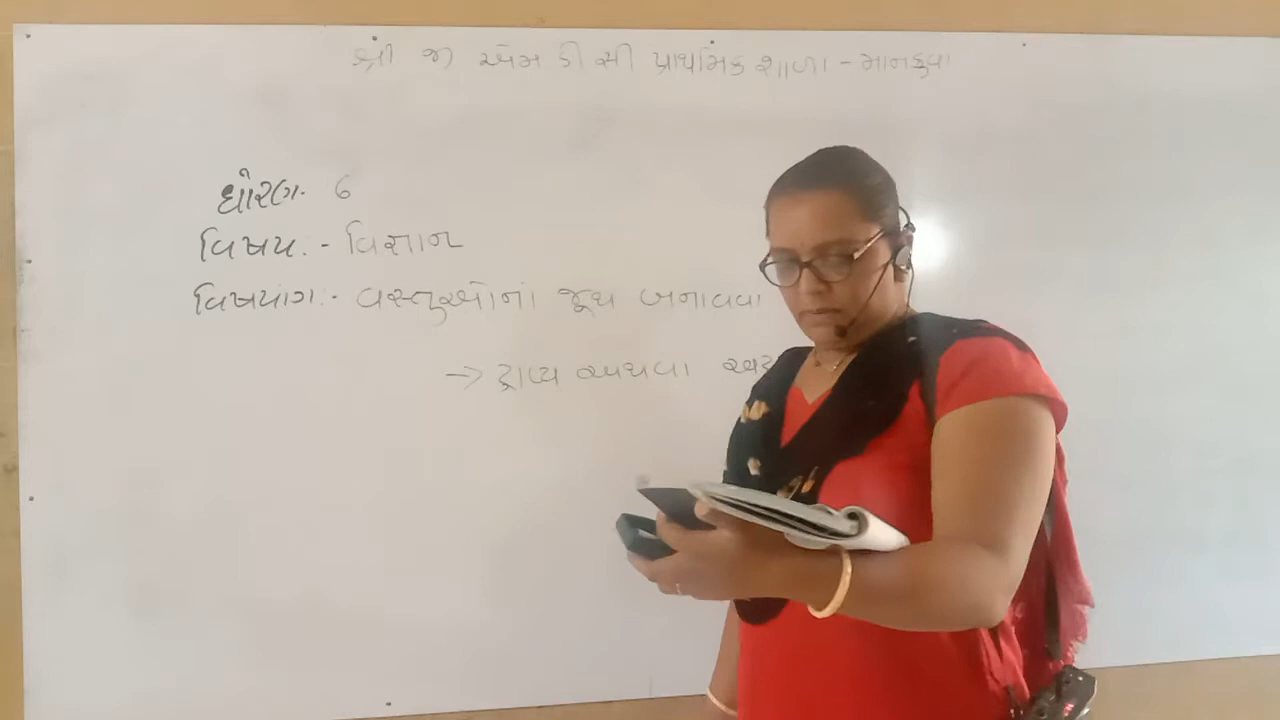 શ્રી જી એમ ડી સી પ્રાથમિક શાળા - માનકુવા
ધોરણ. 6
વિષય :- વિજ્ઞાન
વિષયાંગ :- વસ્તુઓનાં જૂથ બનાવવા
→ દ્રાવ્ય અથવા